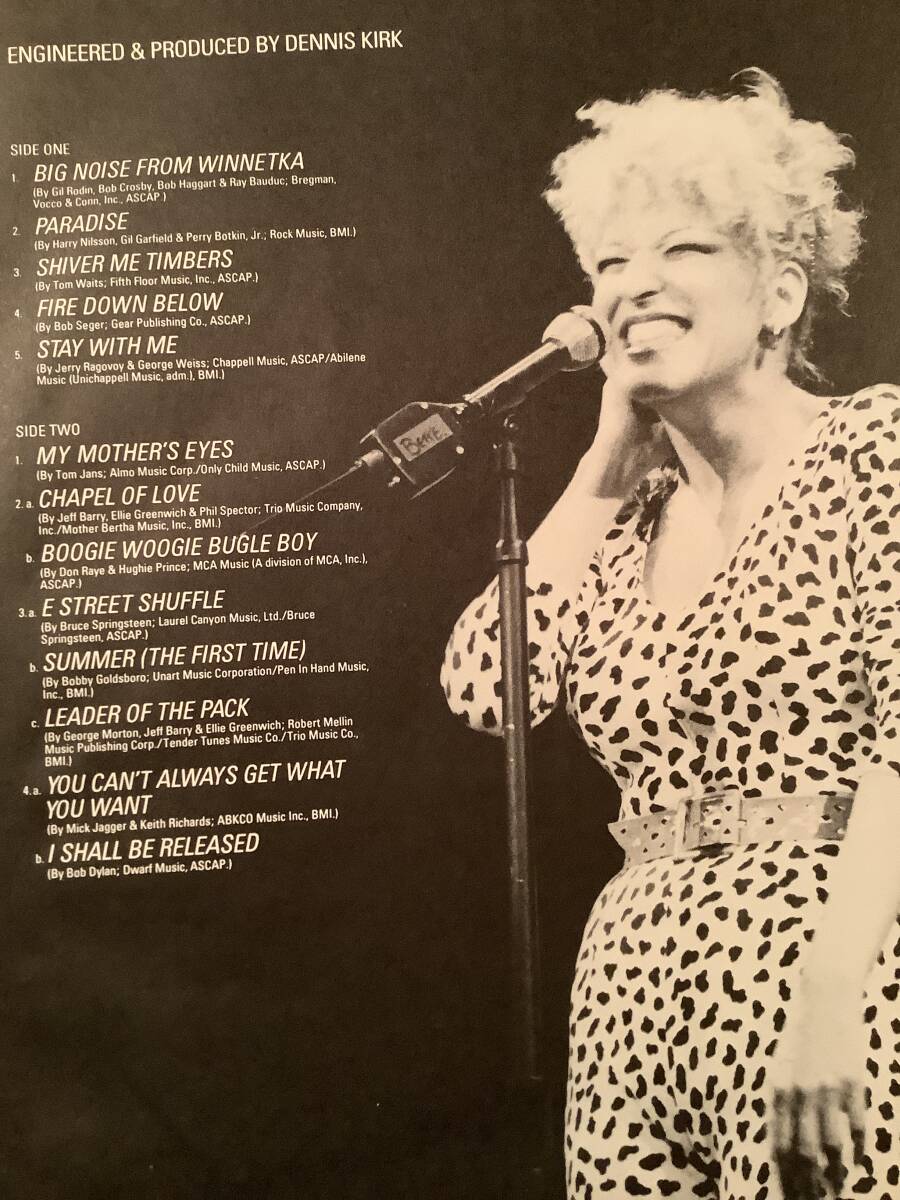 ENGINEERED & PRODUCED BY DENNIS KIRK
SIDE ONE
1. BIG NOISE FROM WINNETKA
(By Gil Rodin, Bob Crosby, Bob Haggart & Ray Bauduc; Bregman,
Vocco & Conn, Inc., ASCAP.)
2. PARADISE
(By Harry Nilsson, Gil Garfield & Perry Botkin, Jr.; Rock Music, BMI.)
3. SHIVER ME TIMBERS
(By Tom Waits; Fifth Floor Music, Inc., ASCAP.)
4. FIRE DOWN BELOW
(By Bob Seger; Gear Publishing Co., ASCAP.)
5. STAY WITH ME
(By Jerry Ragovoy & George Weiss; Chappell Music, ASCAP/Abilene
Music (Unichappell Music, adm.), BMI.)
SIDE TWO
1. MY MOTHER'S EYES
(By Tom Jans; Almo Music Corp./Only Child Music, ASCAP.)
2. a. CHAPEL OF LOVE
(By Jeff Barry, Ellie Greenwich & Phil Spector; Trio Music Company,
Inc./Mother Bertha Music, Inc., BMI.)
b. BOOGIE WOOGIE BUGLE BOY
(By Don Raye & Hughie Prince; MCA Music (A division of MCA, Inc.),
ASCAP.)
3. a. E STREET SHUFFLE
(By Bruce Springsteen; Laurel Canyon Music, Ltd./Bruce
Springsteen, ASCAP.)
b. SUMMER (THE FIRST TIME)
(By Bobby Goldsboro; Unart Music Corporation/Pen In Hand Music,
Inc., BMI.)
c. LEADER OF THE PACK
(By George Morton, Jeff Barry & Ellie Greenwich; Robert Mellin
Music Publishing Corp./Tender Tunes Music Co./Trio Music Co.,
BMI.)
4. a. YOU CAN'T ALWAYS GET WHAT
YOU WANT
(By Mick Jagger & Keith Richards; ABKCO Music Inc., BMI.)
b. I SHALL BE RELEASED
(By Bob Dylan; Dwarf Music, ASCAP.)
BETTE